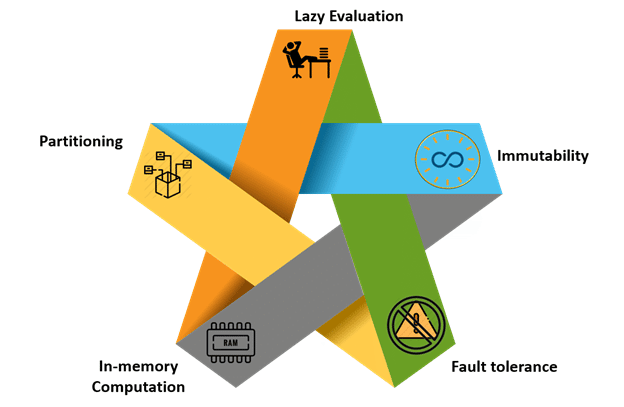 Lazy Evaluation
Partitioning
Immutability
RAM
In-memory
Computation
Fault tolerance